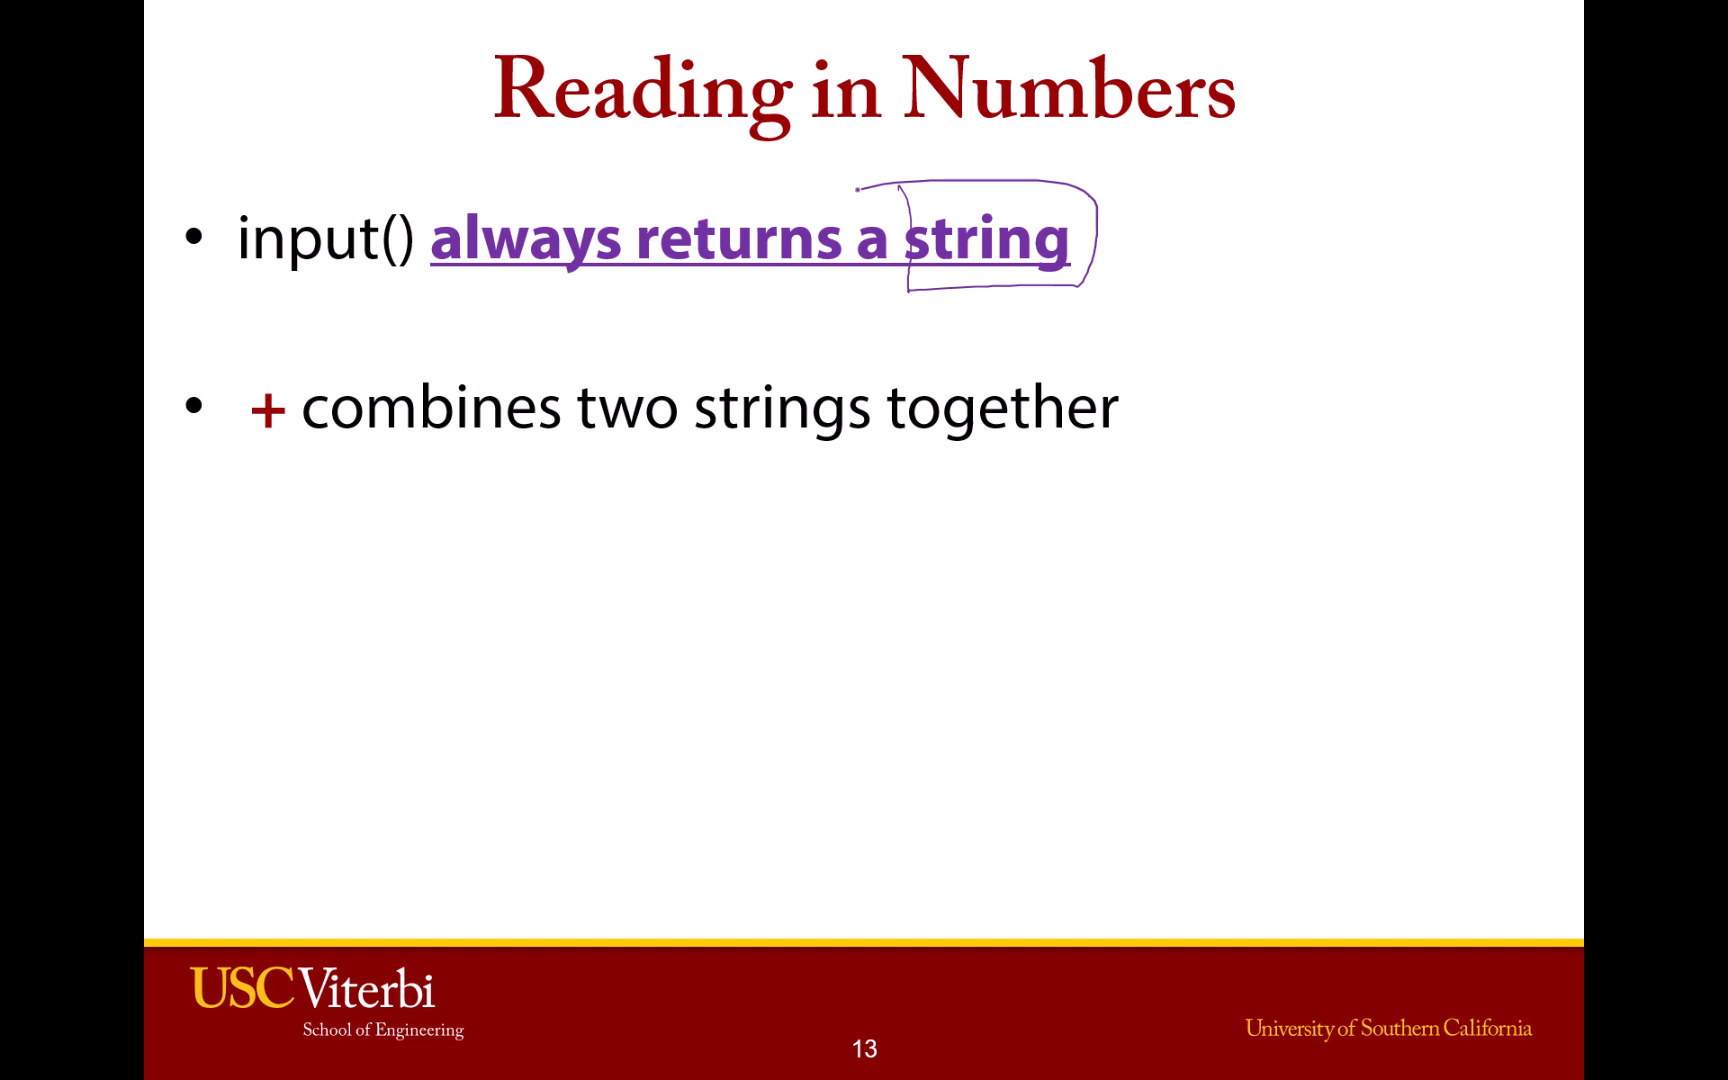 Reading in Numbers
• input() always returns a string
• + combines two strings together
USC Viterbi
School of Engineering
University of Southern California
13